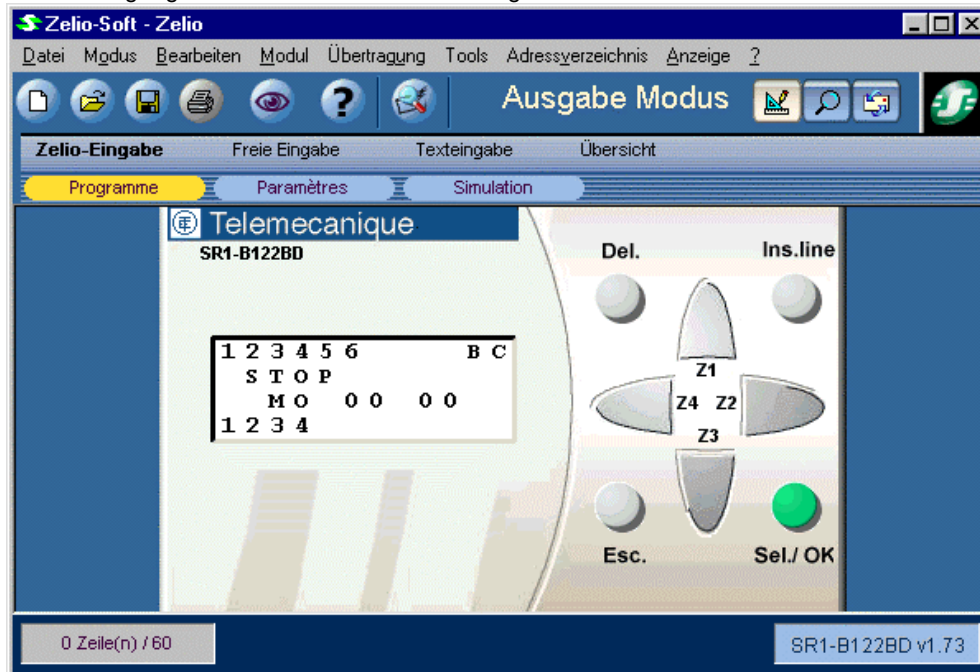 Zelio-Soft - Zelio
Datei Modus Bearbeiten Modul Übertragung Tools Adressverzeichnis Anzeige ?
Ausgabe Modus
Zelio-Eingabe Freie Eingabe Texteingabe Übersicht
Programme Paramètres Simulation
Telemecanique
SR1-B122BD
Del. Ins.line
1 2 3 4 5 6 B C
S T O P
M O 0 0 0 0
1 2 3 4
Z1
Z4 Z2
Z3
Esc. Sel./ OK
0 Zeile(n) / 60
SR1-B122BD v1.73